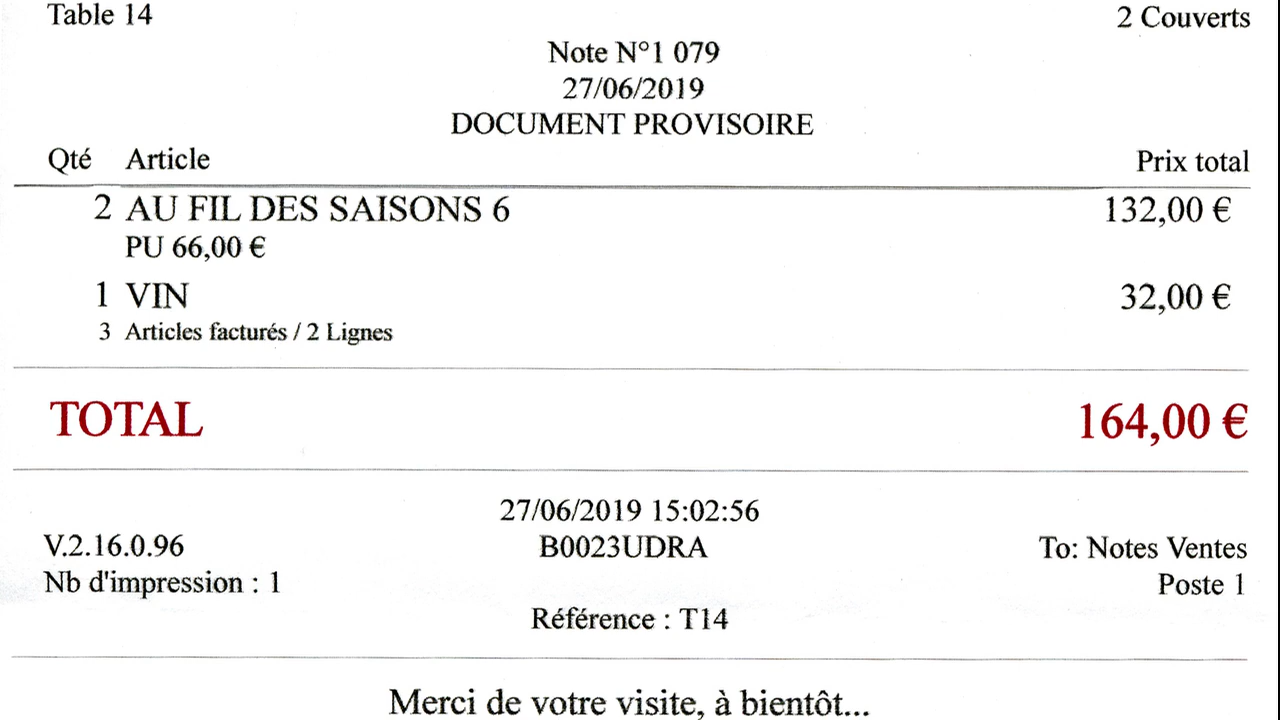 Table 14 2 Couverts
Note N°1 079
27/06/2019
DOCUMENT PROVISOIRE
Qté Article Prix total
2 AU FIL DES SAISONS 6 132,00 €
PU 66,00 €
1 VIN 32,00 €
3 Articles facturés / 2 Lignes
TOTAL 164,00 €
27/06/2019 15:02:56
V.2.16.0.96 B0023UDRA To: Notes Ventes
Nb d'impression : 1 Poste 1
Référence : T14
Merci de votre visite, à bientôt...